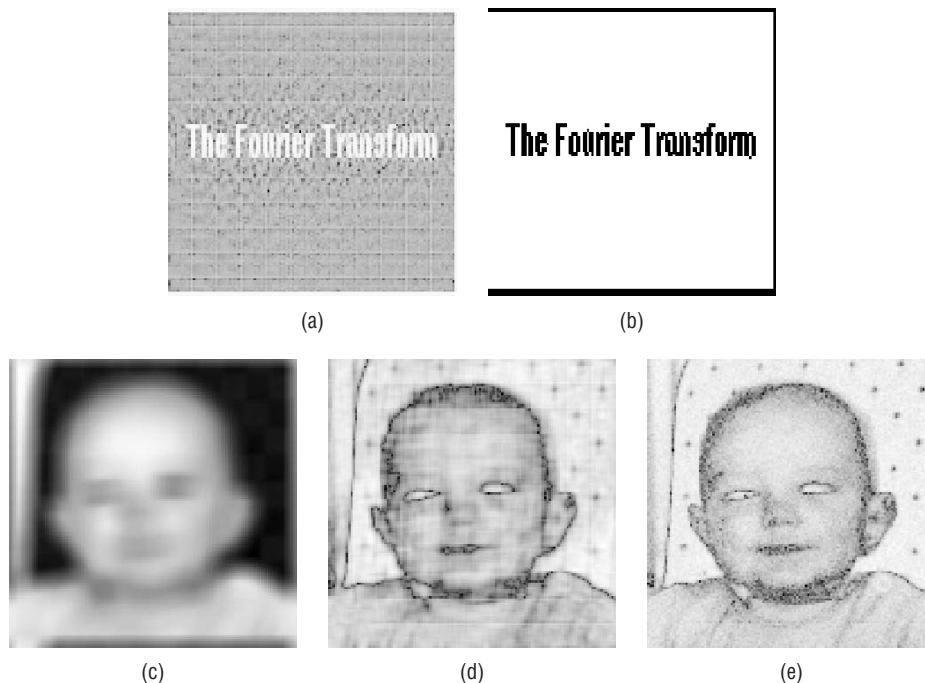 The Fourier Transform
The Fourier Transform
(a)
(b)
(c)
(d)
(e)